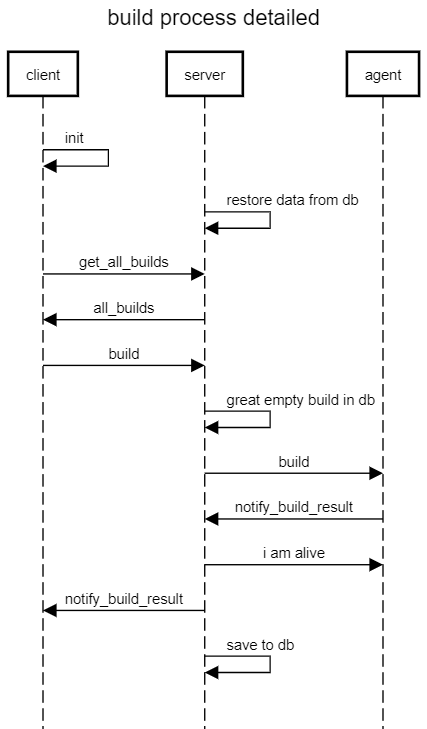 build process detailed
client server agent
init
restore data from db
get_all_builds
all_builds
build
great empty build in db
build
notify_build_result
i am alive
notify_build_result
save to db